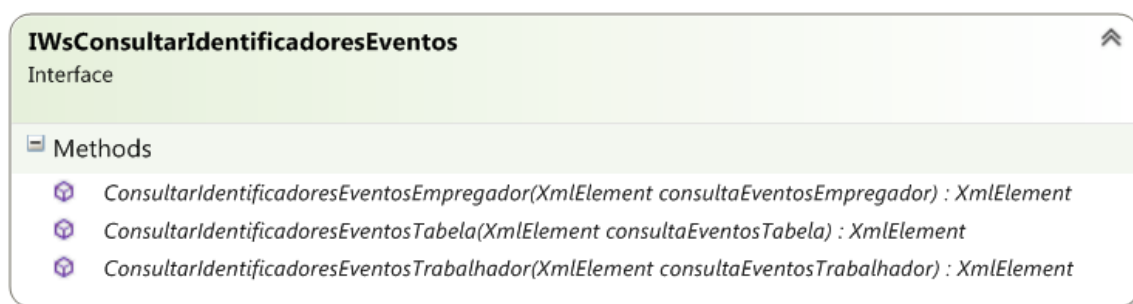 IWsConsultarIdentificadoresEventos
Interface
Methods
ConsultarIdentificadoresEventosEmpregador(XmlElement consultaEventosEmpregador) : XmlElement
ConsultarIdentificadoresEventosTabela(XmlElement consultaEventosTabela) : XmlElement
ConsultarIdentificadoresEventosTrabalhador(XmlElement consultaEventosTrabalhador) : XmlElement